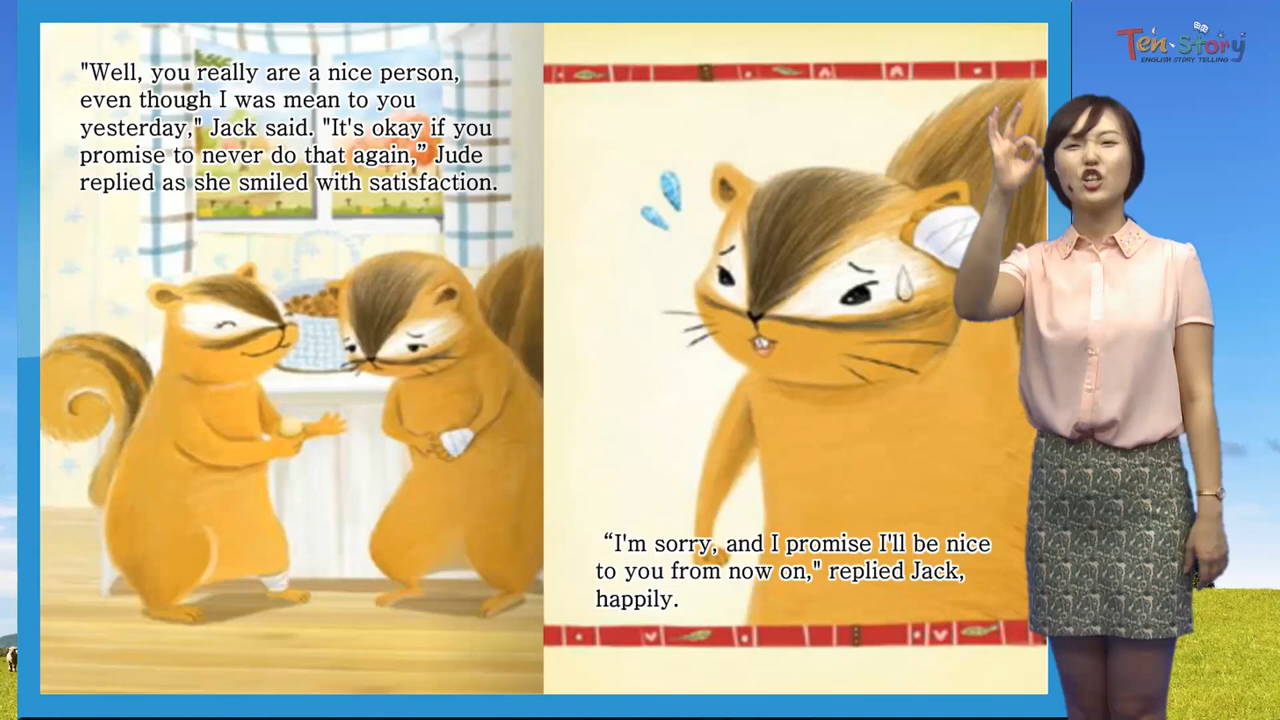 "Well, you really are a nice person,
even though I was mean to you
yesterday," Jack said. "It's okay if you
promise to never do that again,” Jude
replied as she smiled with satisfaction.
“I'm sorry, and I promise I'll be nice
to you from now on," replied Jack,
happily.
Ten Story
ENGLISH STORY TELLING